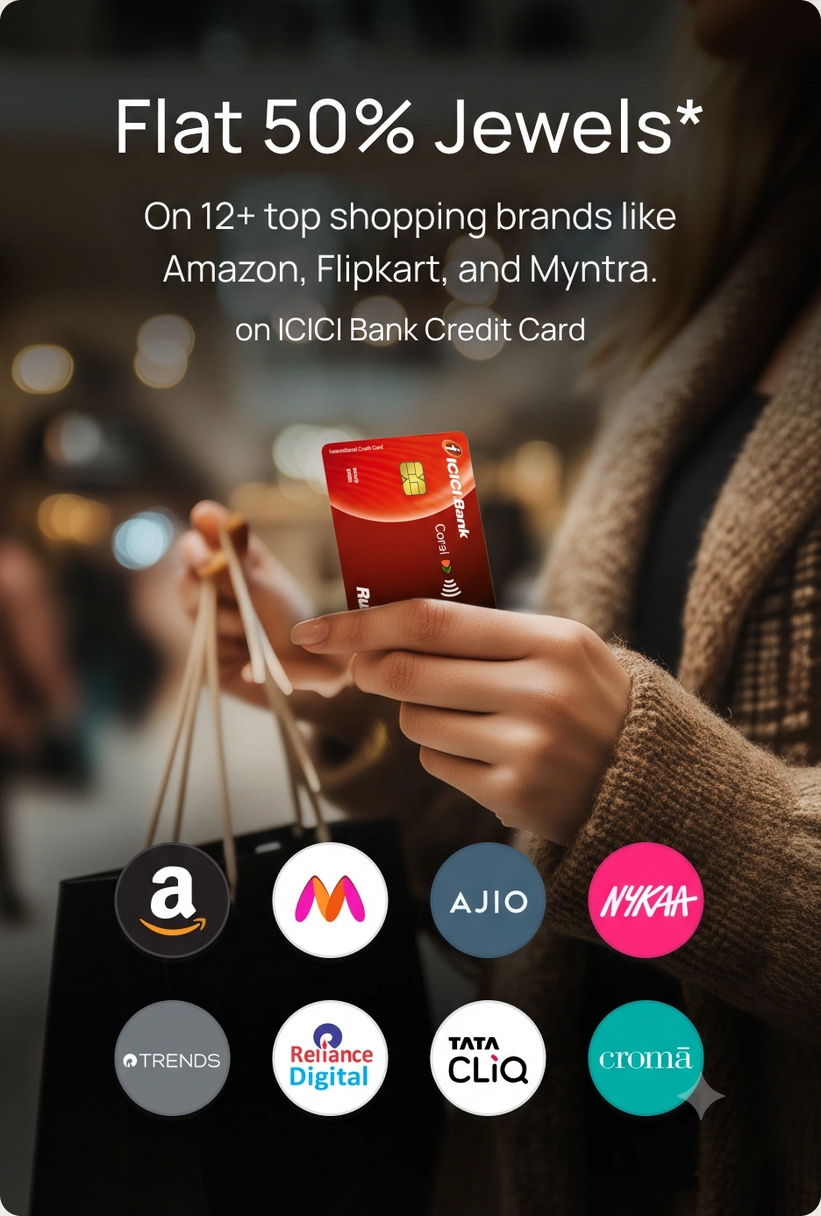 Flat 50% Jewels*
On 12+ top shopping brands like
Amazon, Flipkart, and Myntra.
on ICICI Bank Credit Card
ICICI Bank
Coral
Ru
a
AJIO
NYKAA
TRENDS
Reliance
Digital
TATA
CLiQ
cromā